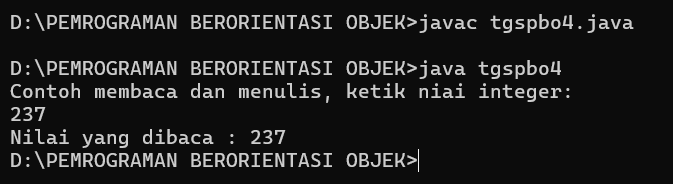 D:\PEMROGRAMAN BERORIENTASI OBJEK>javac tgspbo4.java
D:\PEMROGRAMAN BERORIENTASI OBJEK>java tgspbo4
Contoh membaca dan menulis, ketik niai integer:
237
Nilai yang dibaca : 237
D:\PEMROGRAMAN BERORIENTASI OBJEK>